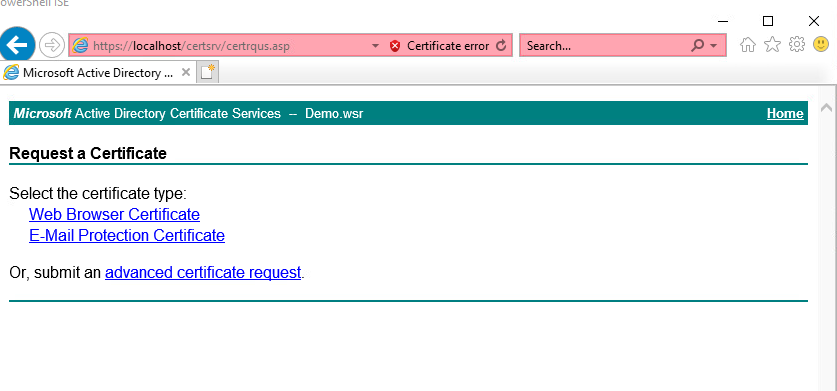 PowerShell ISE
https://localhost/certsrv/certrqus.asp
Certificate error
Search...
Microsoft Active Directory ...
Microsoft Active Directory Certificate Services – Demo.wsr
Home
Request a Certificate
Select the certificate type:
Web Browser Certificate
E-Mail Protection Certificate
Or, submit an advanced certificate request.